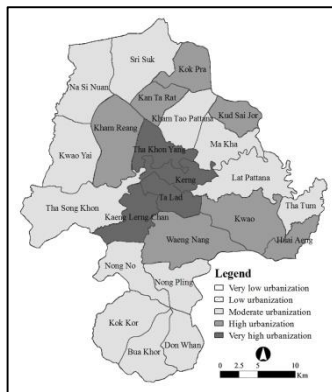 Kok Pra
Sri Suk
Na Si Nuan
Kan Ta Rat
Kham Reang
Kham Tao Pattana
Kud Sai Jor
Tha Khon Yang
Ma Kha
Kwao Yai
Kerng
Lat Pattana
Ta Lad
Tha Song Khon
Kaeng Lerng Chan
Kwao
Tha Tum
Waeng Nang
Huai Aeng
Nong No
Nong Pling
Kok Kor
Bua Khor
Don Whan
Legend
Very low urbanization
Low urbanization
Moderate urbanization
High urbanization
Very high urbanization
0 2.5 5 10
Km